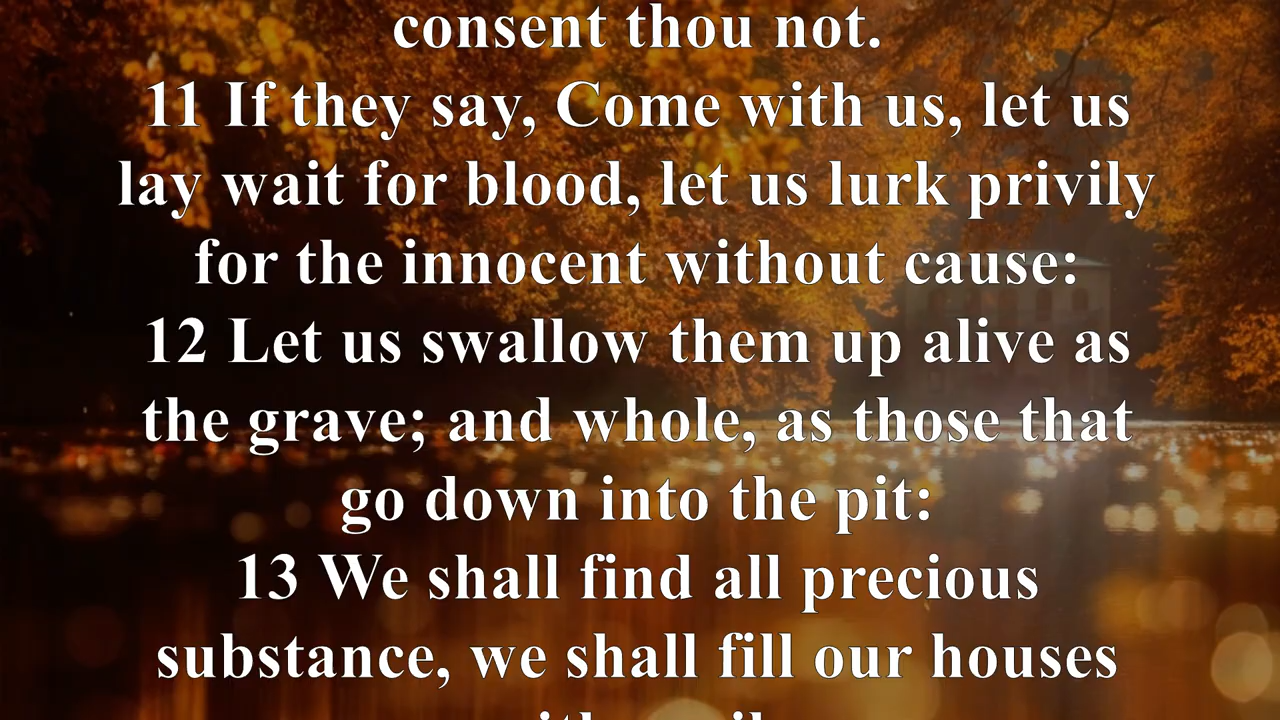 consent thou not.
11 If they say, Come with us, let us
lay wait for blood, let us lurk privily
for the innocent without cause:
12 Let us swallow them up alive as
the grave; and whole, as those that
go down into the pit:
13 We shall find all precious
substance, we shall fill our houses